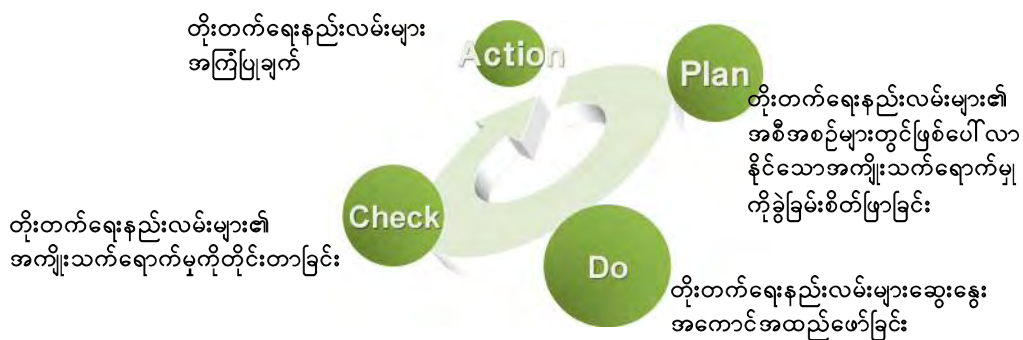 တိုးတက်ရေးနည်းလမ်းများ
အကြံပြုချက်
Action
Plan
တိုးတက်ရေးနည်းလမ်းများ၏
အစီအစဉ်များတွင်ဖြစ်ပေါ် လာ
နိုင်သောအကျိုးသက်ရောက်မှု
ကိုခွဲခြမ်းစိတ်ဖြာခြင်း
Check
တိုးတက်ရေးနည်းလမ်းများ၏
အကျိုးသက်ရောက်မှုကိုတိုင်းတာခြင်း
Do
တိုးတက်ရေးနည်းလမ်းများဆွေးနွေး
အကောင်အထည်ဖော်ခြင်း